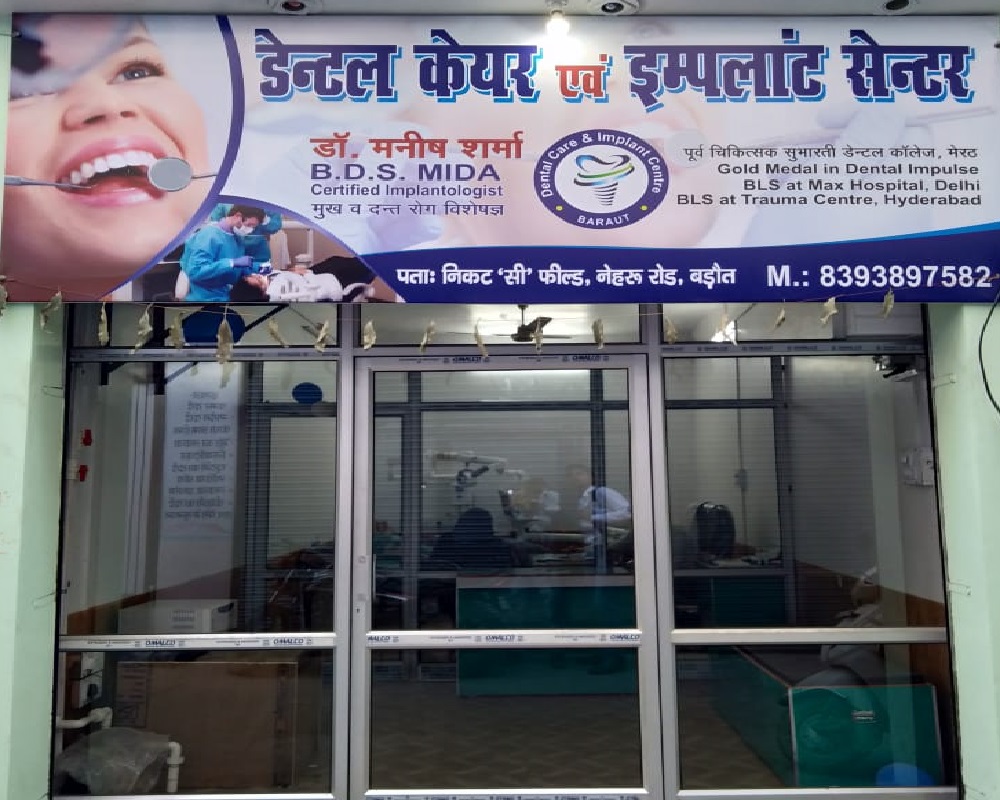 डेन्टल केयर एवं इम्पलांट सेन्टर
डॉ. मनीष शर्मा
B.D.S. MIDA
Certified Implantologist
मुख व दन्त रोग विशेषज्ञ
Dental Care & Implant Centre
BARAUT
पूर्व चिकित्सक सुभारती डेन्टल कॉलेज, मेरठ
Gold Medal in Dental Impulse
BLS at Max Hospital, Delhi
BLS at Trauma Centre, Hyderabad
पताः निकट ‘सी’ फील्ड, नेहरू रोड, बड़ौत M.: 8393897582